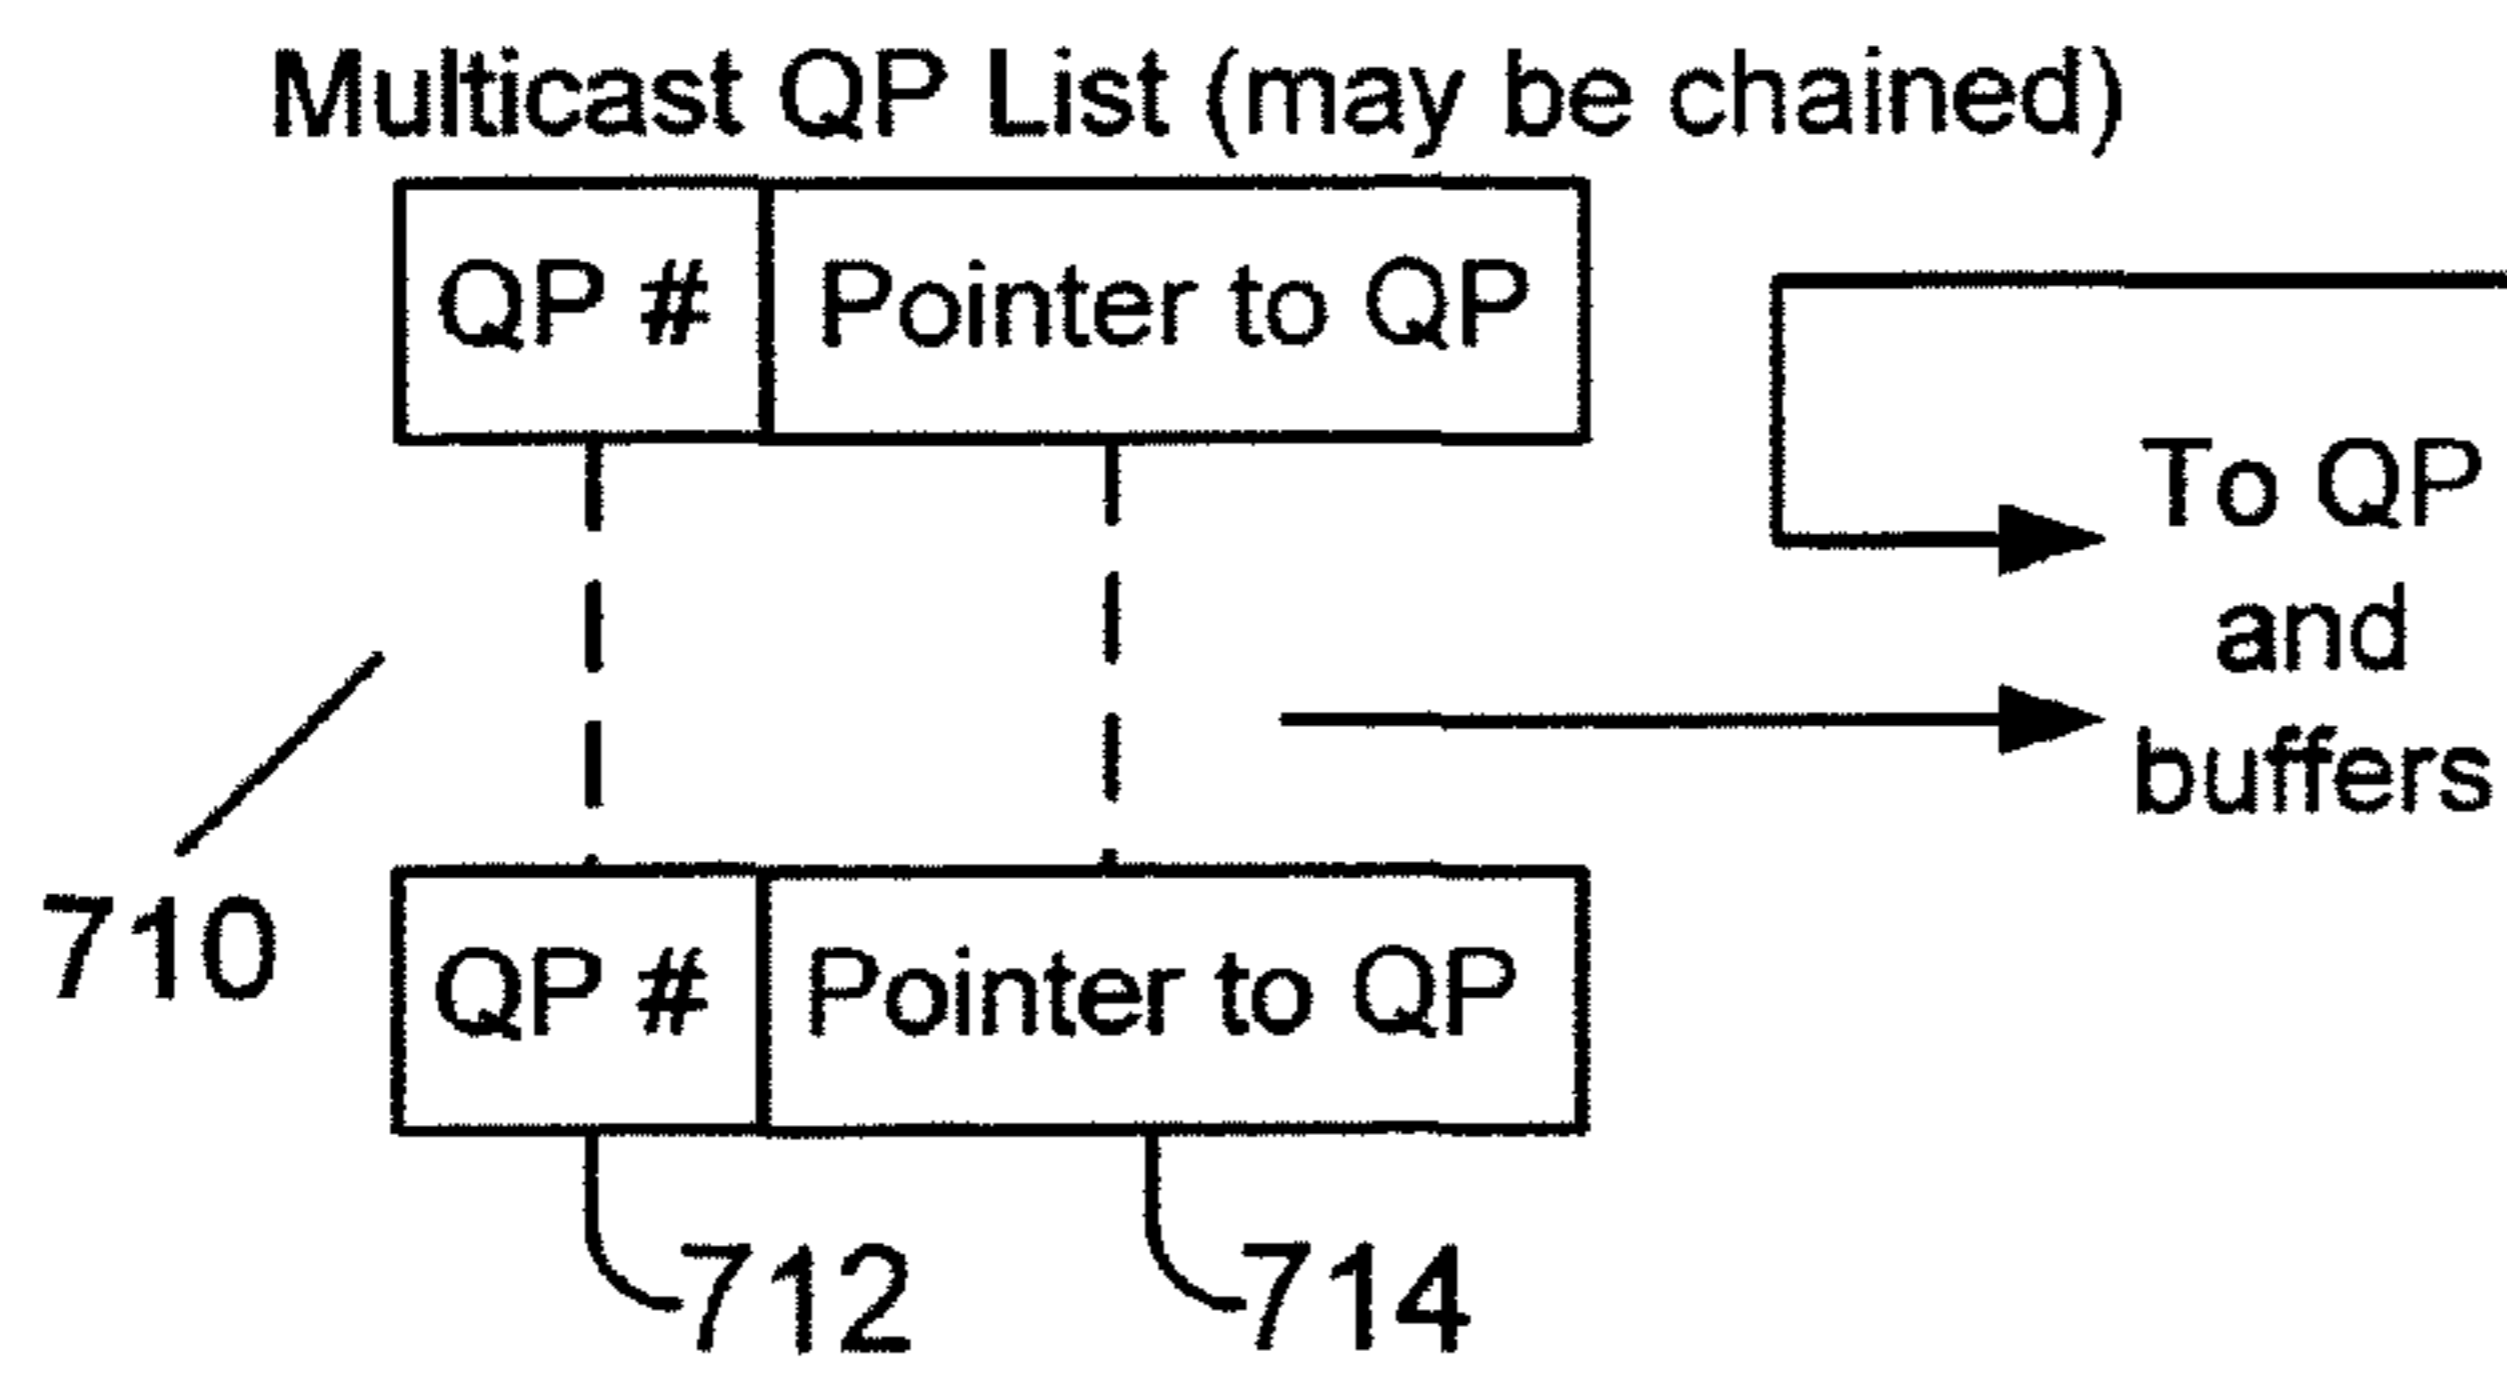 Multicast QP List (may be chained)
QP # Pointer to QP
To QP
and
buffers
710
QP # Pointer to QP
712 714